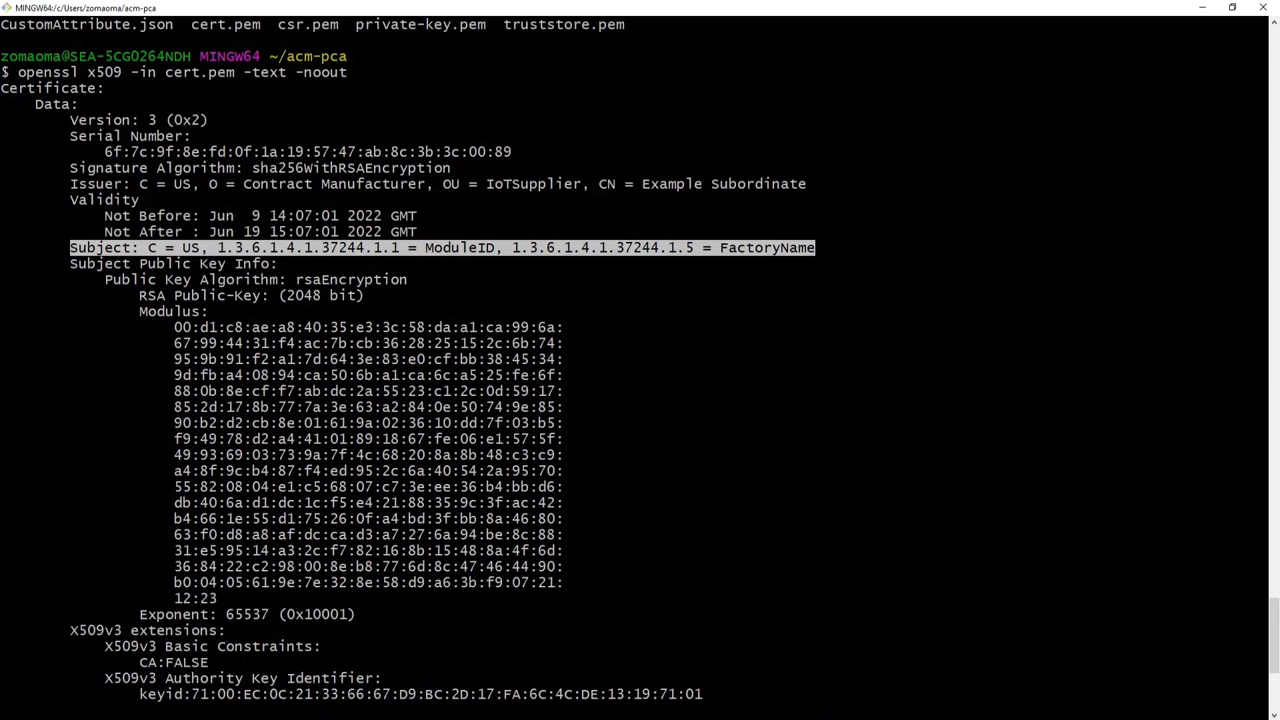 MINGW64:/c/Users/zomaoma/acm-pca
CustomAttribute.json  cert.pem  csr.pem  private-key.pem  truststore.pem
zomaoma@SEA-5CG0264NDH MINGW64 ~/acm-pca
$ openssl x509 -in cert.pem -text -noout
Certificate:
    Data:
        Version: 3 (0x2)
        Serial Number:
            6f:7c:9f:8e:fd:0f:1a:19:57:47:ab:8c:3b:3c:00:89
        Signature Algorithm: sha256WithRSAEncryption
        Issuer: C = US, O = Contract Manufacturer, OU = IoTSupplier, CN = Example Subordinate
        Validity
            Not Before: Jun  9 14:07:01 2022 GMT
            Not After : Jun 19 15:07:01 2022 GMT
        Subject: C = US, 1.3.6.1.4.1.37244.1.1 = ModuleID, 1.3.6.1.4.1.37244.1.5 = FactoryName
        Subject Public Key Info:
            Public Key Algorithm: rsaEncryption
                RSA Public-Key: (2048 bit)
                Modulus:
                    00:d1:c8:ae:a8:40:35:e3:3c:58:da:a1:ca:99:6a:
                    67:99:44:31:f4:ac:7b:cb:36:28:25:15:2c:6b:74:
                    95:9b:91:f2:a1:7d:64:3e:83:e0:cf:bb:38:45:34:
                    9d:fb:a4:08:94:ca:50:6b:a1:ca:6c:a5:25:fe:6f:
                    88:0b:8e:cf:f7:ab:dc:2a:55:23:c1:2c:0d:59:17:
                    85:2d:17:8b:77:7a:3e:63:a2:84:0e:50:74:9e:85:
                    90:b2:d2:cb:8e:01:61:9a:02:36:10:dd:7f:03:b5:
                    f9:49:78:d2:a4:41:01:89:18:67:fe:06:e1:57:5f:
                    49:93:69:03:73:9a:7f:4c:68:20:8a:8b:48:c3:c9:
                    a4:8f:9c:b4:87:f4:ed:95:2c:6a:40:54:2a:95:70:
                    55:82:08:04:e1:c5:68:07:c7:3e:ee:36:b4:bb:d6:
                    db:40:6a:d1:dc:1c:f5:e4:21:88:35:9c:3f:ac:42:
                    b4:66:1e:55:d1:75:26:0f:a4:bd:3f:bb:8a:46:80:
                    63:f0:d8:a8:af:dc:ca:d3:a7:27:6a:94:be:8c:88:
                    31:e5:95:14:a3:2c:f7:82:16:8b:15:48:8a:4f:6d:
                    36:84:22:c2:98:00:8e:b8:77:6d:8c:47:46:44:90:
                    b0:04:05:61:9e:7e:32:8e:58:d9:a6:3b:f9:07:21:
                    12:23
                Exponent: 65537 (0x10001)
        X509v3 extensions:
            X509v3 Basic Constraints:
                CA:FALSE
            X509v3 Authority Key Identifier:
                keyid:71:00:EC:0C:21:33:66:67:D9:BC:2D:17:FA:6C:4C:DE:13:19:71:01